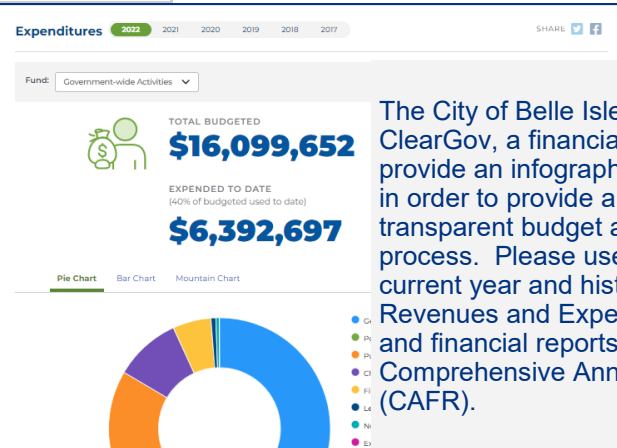 Expenditures 2022 2021 2020 2019 2018 2017 SHARE
Fund: Government-wide Activities
TOTAL BUDGETED
$16,099,652
EXPENDED TO DATE
(40% of budgeted used to date)
$6,392,697
Pie Chart Bar Chart Mountain Chart
The City of Belle Isle
ClearGov, a financia
provide an infograph
in order to provide a
transparent budget a
process. Please use
current year and hist
Revenues and Expe
and financial reports
Comprehensive Ann
(CAFR).